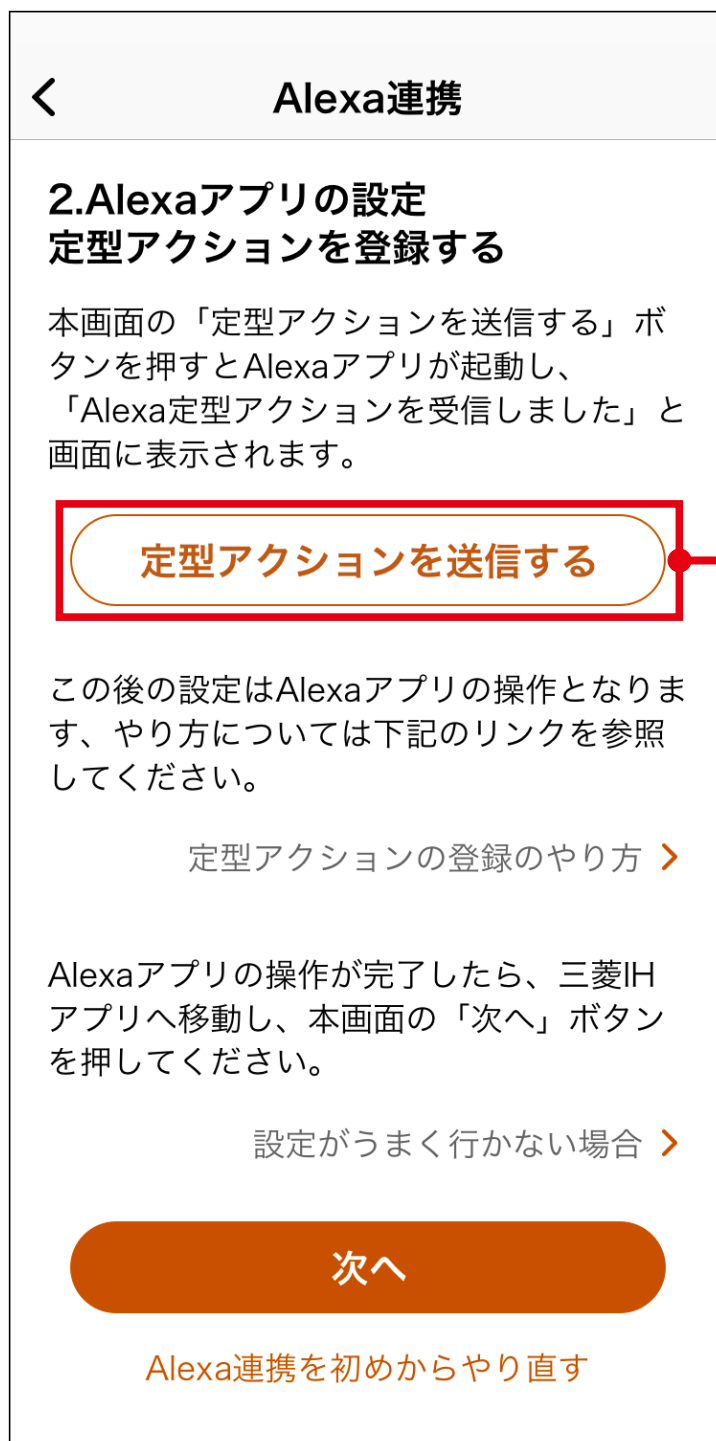 Alexa連携
2.Alexaアプリの設定
定型アクションを登録する
本画面の「定型アクションを送信する」ボ
タンを押すとAlexaアプリが起動し、
「Alexa定型アクションを受信しました」と
画面に表示されます。
定型アクションを送信する
この後の設定はAlexaアプリの操作となりま
す、やり方については下記のリンクを参照
してください。
定型アクションの登録のやり方
Alexaアプリの操作が完了したら、三菱IH
アプリへ移動し、本画面の「次へ」ボタン
を押してください。
設定がうまく行かない場合
次へ
Alexa連携を初めからやり直す